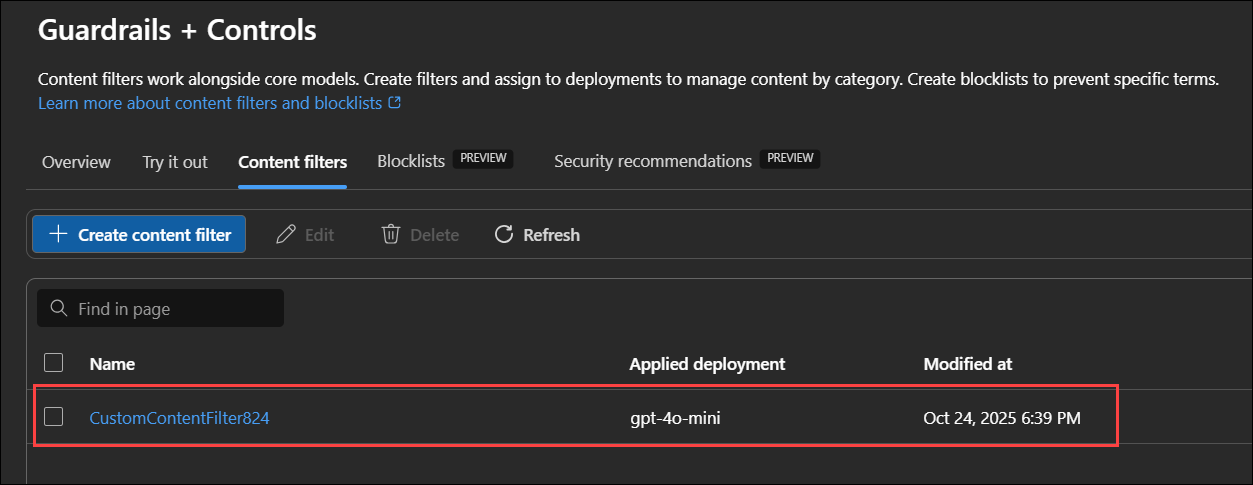 Guardrails + Controls
Content filters work alongside core models. Create filters and assign to deployments to manage content by category. Create blocklists to prevent specific terms.
Learn more about content filters and blocklists
Overview Try it out Content filters Blocklists PREVIEW Security recommendations PREVIEW
Create content filter Edit Delete Refresh
Find in page
Name Applied deployment Modified at
CustomContentFilter824 gpt-4o-mini Oct 24, 2025 6:39 PM